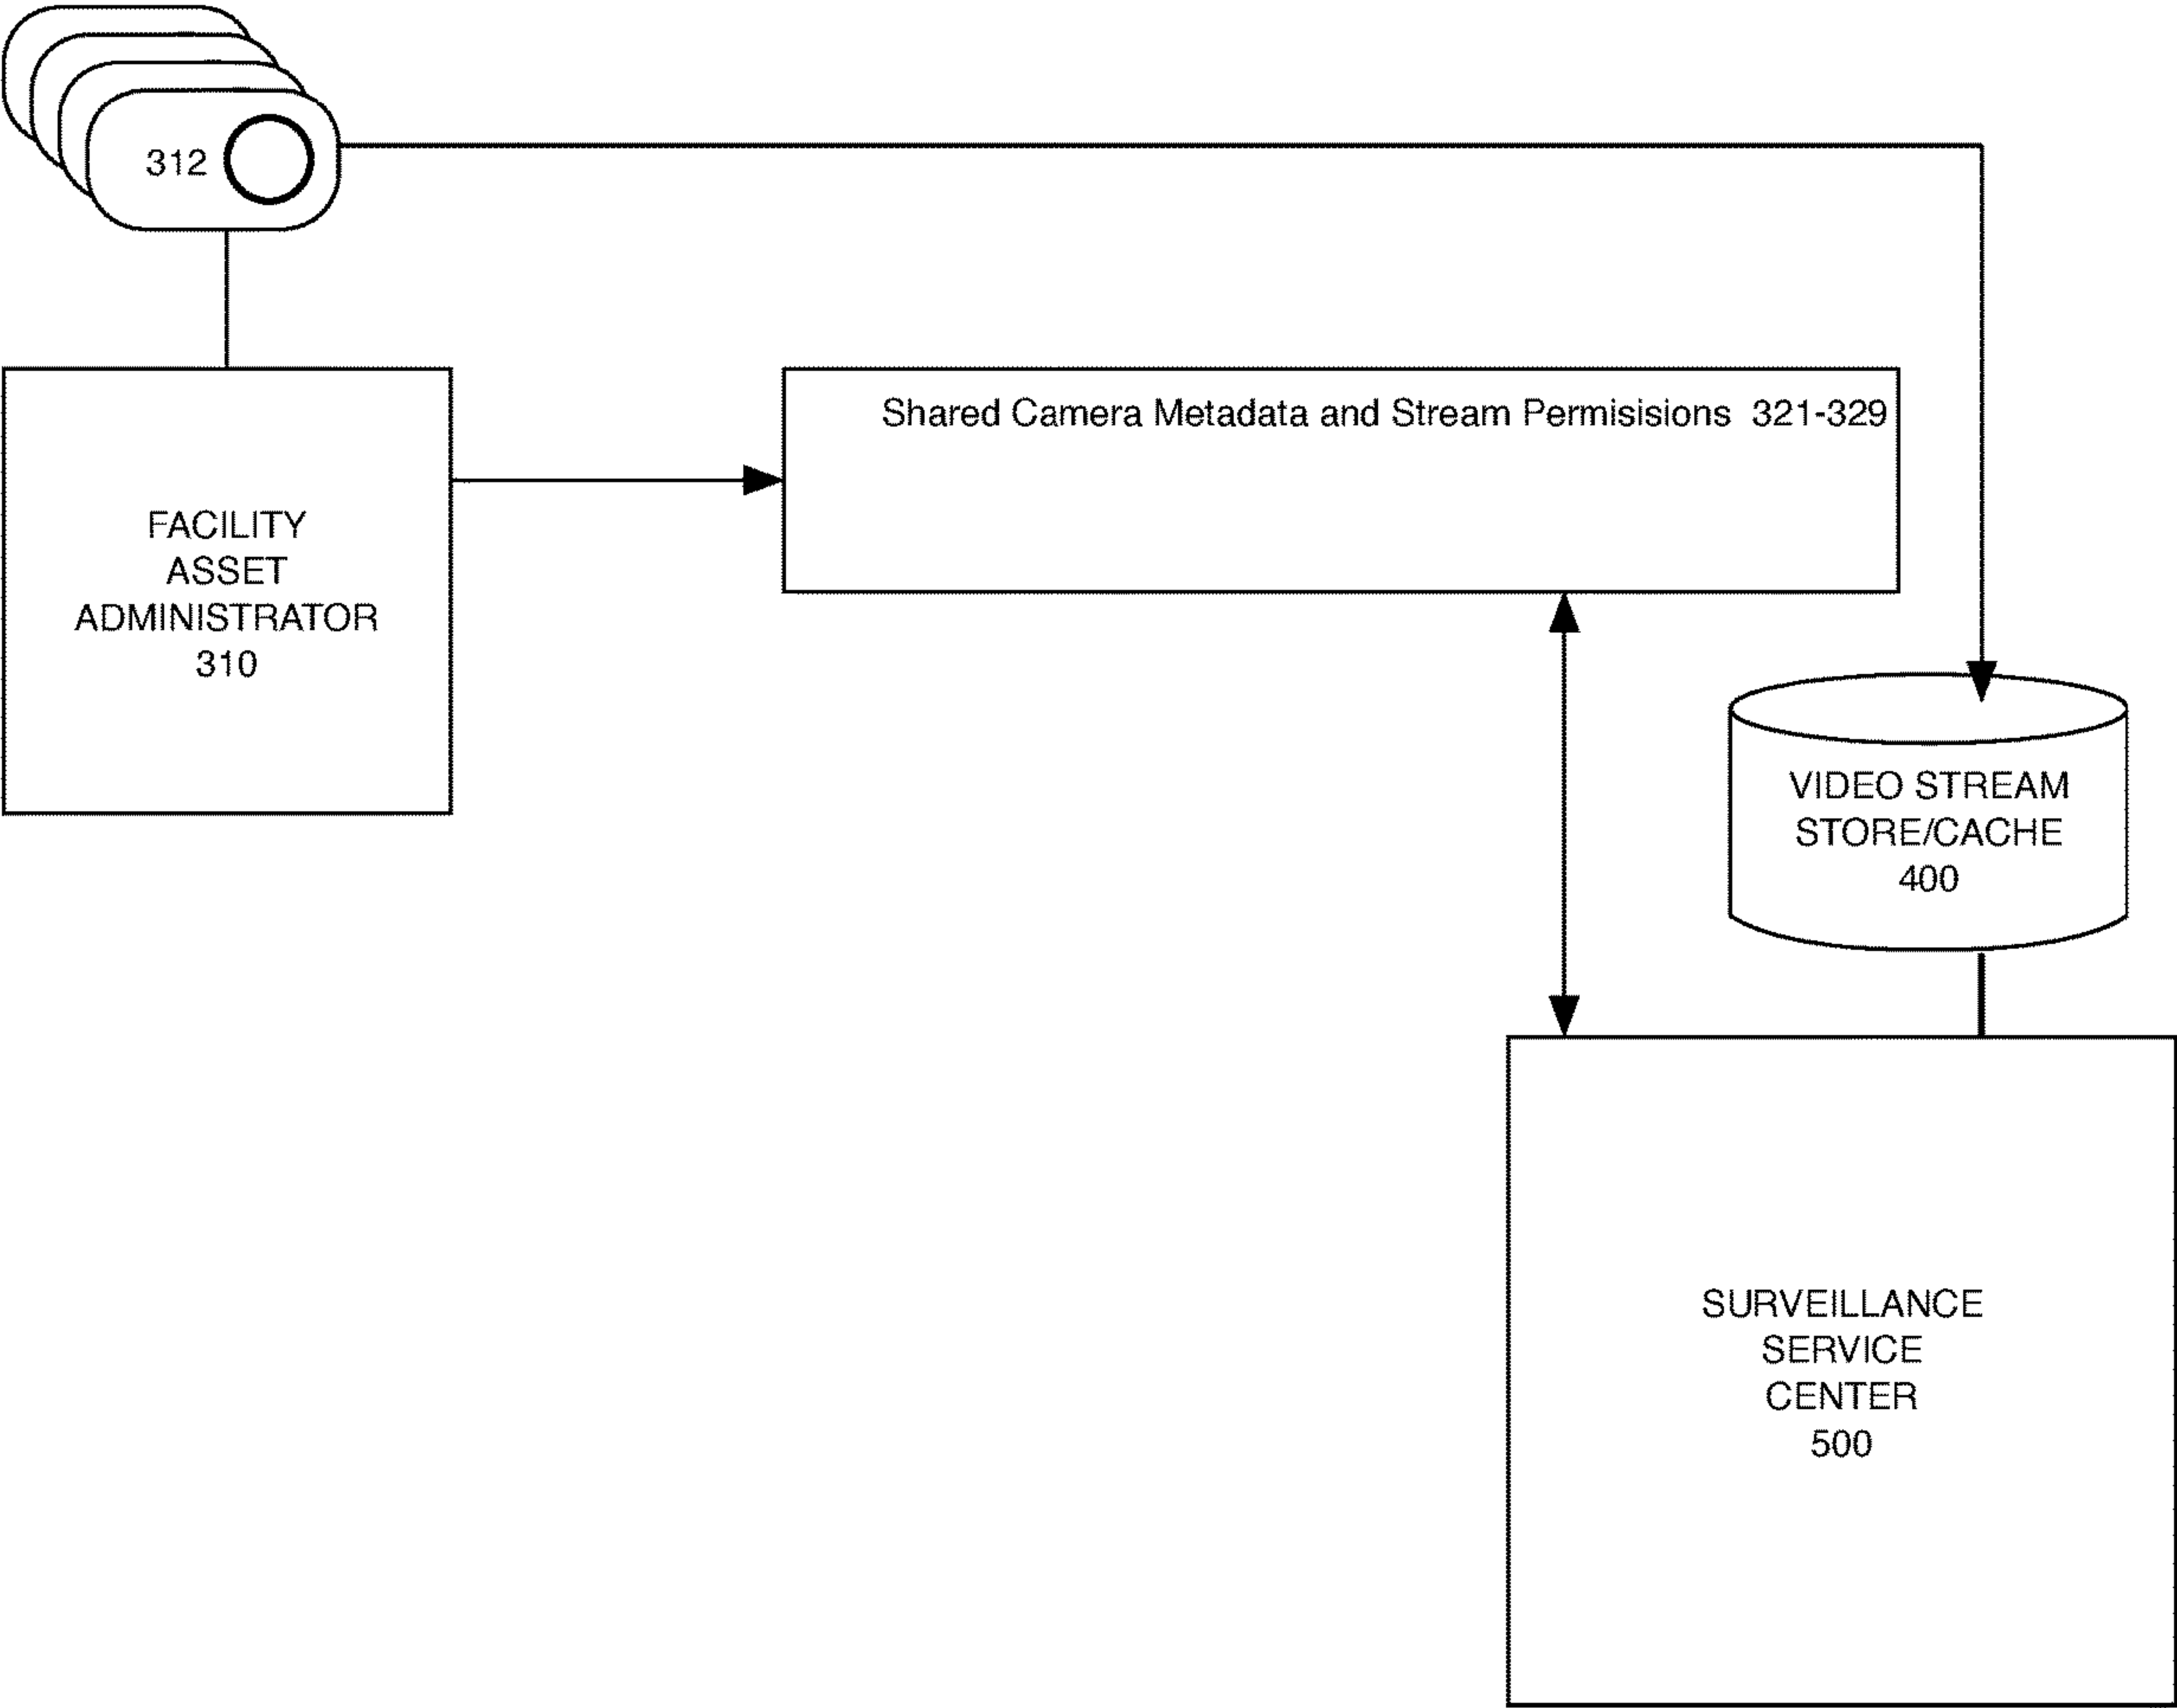 312
Shared Camera Metadata and Stream Permisisions 321-329
FACILITY
ASSET
ADMINISTRATOR
310
VIDEO STREAM
STORE/CACHE
400
SURVEILLANCE
SERVICE
CENTER
500